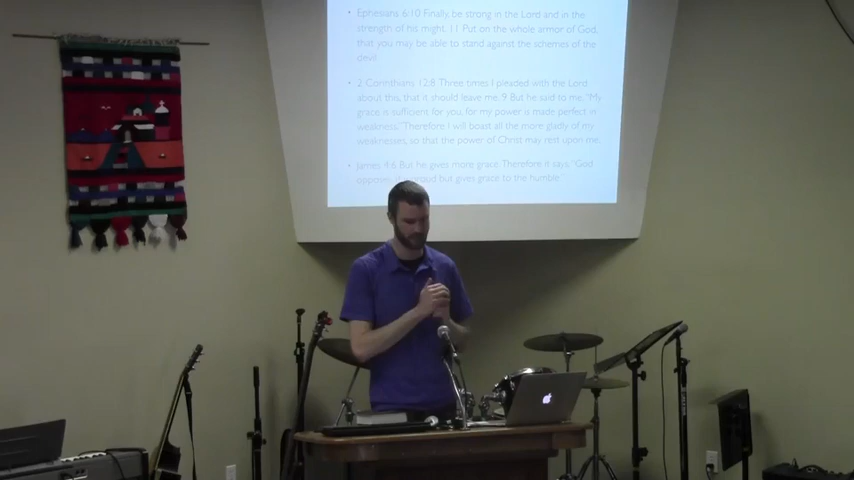 • Ephesians 6:10 Finally, be strong in the Lord and in the
strength of his might. 11 Put on the whole armor of God,
that you may be able to stand against the schemes of the
devil
• 2 Corinthians 12:8 Three times I pleaded with the Lord
about this, that it should leave me. 9 But he said to me, "My
grace is sufficient for you, for my power is made perfect in
weakness." Therefore I will boast all the more gladly of my
weaknesses, so that the power of Christ may rest upon me.
• James 4:6 But he gives more grace. Therefore it says, "God
opposes the proud but gives grace to the humble."